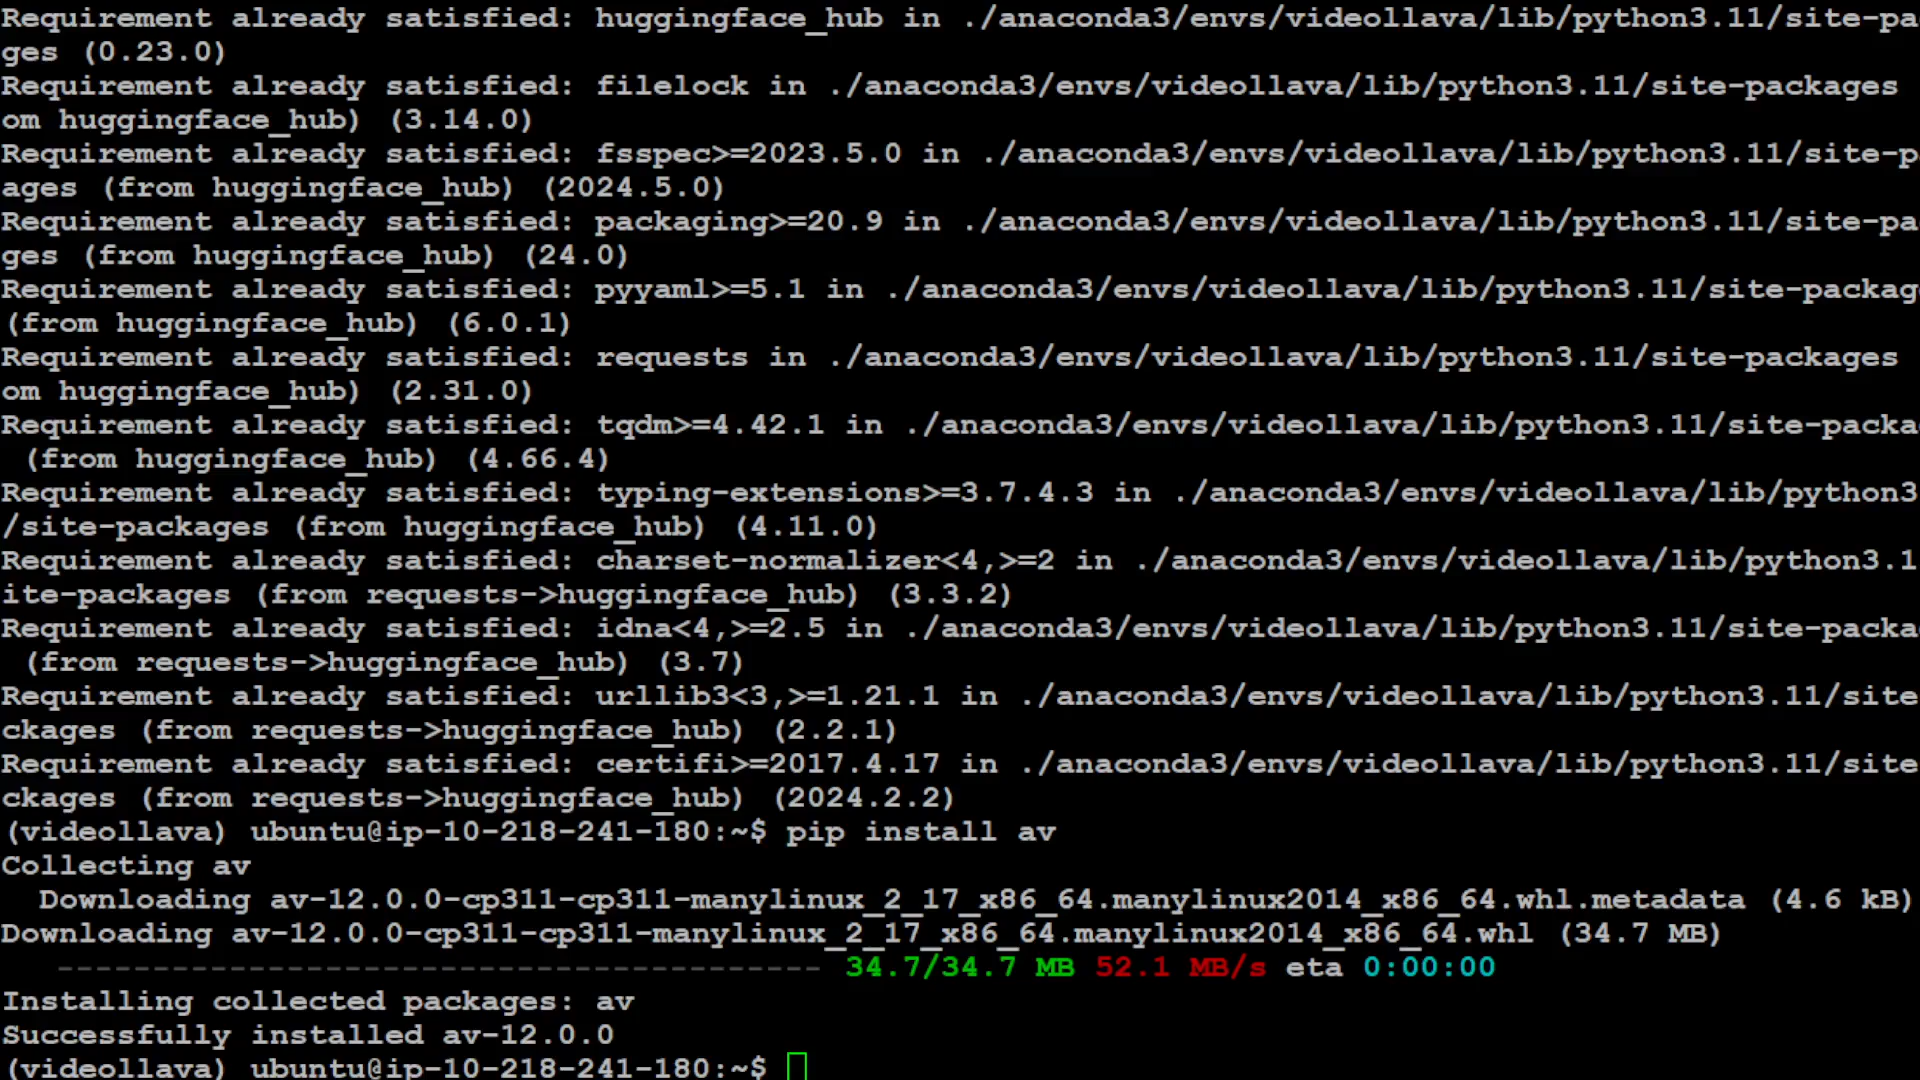 Requirement already satisfied: huggingface_hub in ./anaconda3/envs/videollava/lib/python3.11/site-pa
ges (0.23.0)
Requirement already satisfied: filelock in ./anaconda3/envs/videollava/lib/python3.11/site-packages
om huggingface_hub) (3.14.0)
Requirement already satisfied: fsspec>=2023.5.0 in ./anaconda3/envs/videollava/lib/python3.11/site-p
ages (from huggingface_hub) (2024.5.0)
Requirement already satisfied: packaging>=20.9 in ./anaconda3/envs/videollava/lib/python3.11/site-pa
ges (from huggingface_hub) (24.0)
Requirement already satisfied: pyyaml>=5.1 in ./anaconda3/envs/videollava/lib/python3.11/site-packag
(from huggingface_hub) (6.0.1)
Requirement already satisfied: requests in ./anaconda3/envs/videollava/lib/python3.11/site-packages
om huggingface_hub) (2.31.0)
Requirement already satisfied: tqdm>=4.42.1 in ./anaconda3/envs/videollava/lib/python3.11/site-packa
(from huggingface_hub) (4.66.4)
Requirement already satisfied: typing-extensions>=3.7.4.3 in ./anaconda3/envs/videollava/lib/python3
/site-packages (from huggingface_hub) (4.11.0)
Requirement already satisfied: charset-normalizer<4,>=2 in ./anaconda3/envs/videollava/lib/python3.1
ite-packages (from requests->huggingface_hub) (3.3.2)
Requirement already satisfied: idna<4,>=2.5 in ./anaconda3/envs/videollava/lib/python3.11/site-packa
(from requests->huggingface_hub) (3.7)
Requirement already satisfied: urllib3<3,>=1.21.1 in ./anaconda3/envs/videollava/lib/python3.11/site
ckages (from requests->huggingface_hub) (2.2.1)
Requirement already satisfied: certifi>=2017.4.17 in ./anaconda3/envs/videollava/lib/python3.11/site
ckages (from requests->huggingface_hub) (2024.2.2)
(videollava) ubuntu@ip-10-218-241-180:~$ pip install av
Collecting av
Downloading av-12.0.0-cp311-cp311-manylinux_2_17_x86_64.manylinux2014_x86_64.whl.metadata (4.6 kB)
Downloading av-12.0.0-cp311-cp311-manylinux_2_17_x86_64.manylinux2014_x86_64.whl (34.7 MB)
---------------------------------------- 34.7/34.7 MB 52.1 MB/s eta 0:00:00
Installing collected packages: av
Successfully installed av-12.0.0
(videollava) ubuntu@ip-10-218-241-180:~$